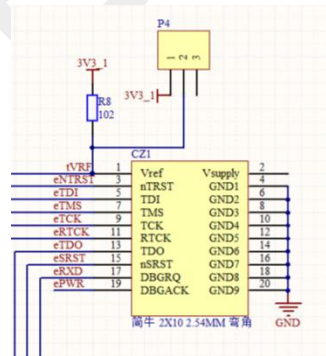 P4
1 2 3
3V3_1
3V3_1
R8
102
CZ1
tVRF 1 Vref Vsupply 2
eNTRST 3 nTRST GND1 4
eTDI 5 TDI GND2 6
eTMS 7 TMS GND3 8
eTCK 9 TCK GND4 10
eRTCK 11 RTCK GND5 12
eTDO 13 TDO GND6 14
eSRST 15 nSRST GND7 16
eRXD 17 DBGRQ GND8 18
ePWR 19 DBGACK GND9 20
简牛 2X10 2.54MM 弯角
GND